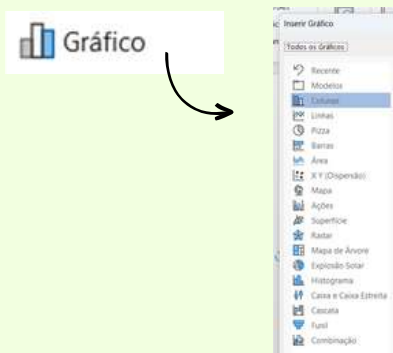 Gráfico
Inserir Gráfico
Todos os Gráficos
Recente
Modelos
Colunas
Linhas
Pizza
Barras
Área
X Y (Dispersão)
Mapa
Ações
Superfície
Radar
Mapa de Árvore
Explosão Solar
Histograma
Caixa e Caixa Estreita
Cascata
Funil
Combinação